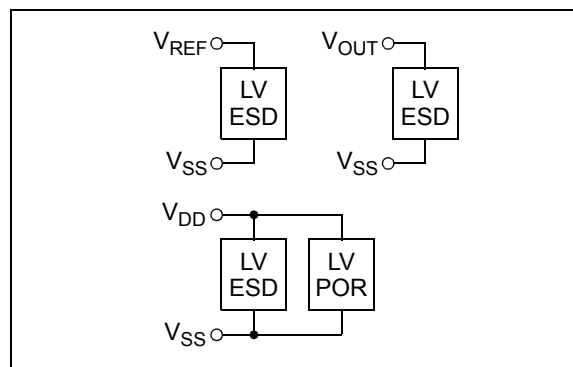 VREF VOUT
LV LV
ESD ESD
VSS VSS
VDD
LV LV
ESD POR
VSS